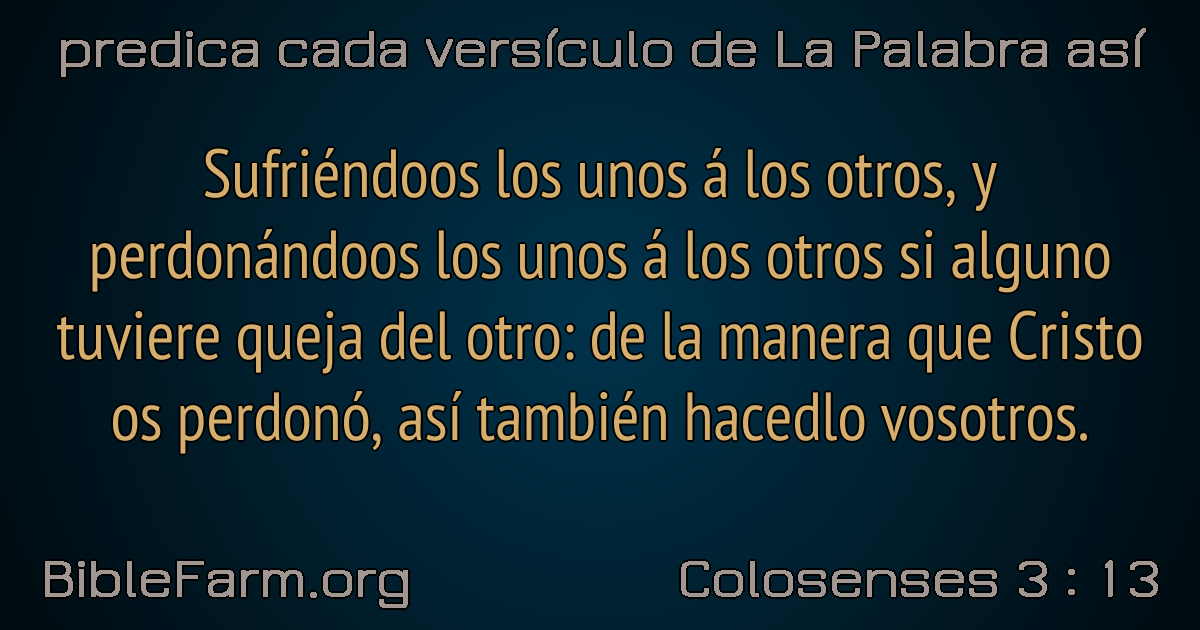 predica cada versículo de La Palabra así
Sufriéndoos los unos á los otros, y
perdonándoos los unos á los otros si alguno
tuviere queja del otro: de la manera que Cristo
os perdonó, así también hacedlo vosotros.
BibleFarm.org
Colosenses 3 : 13